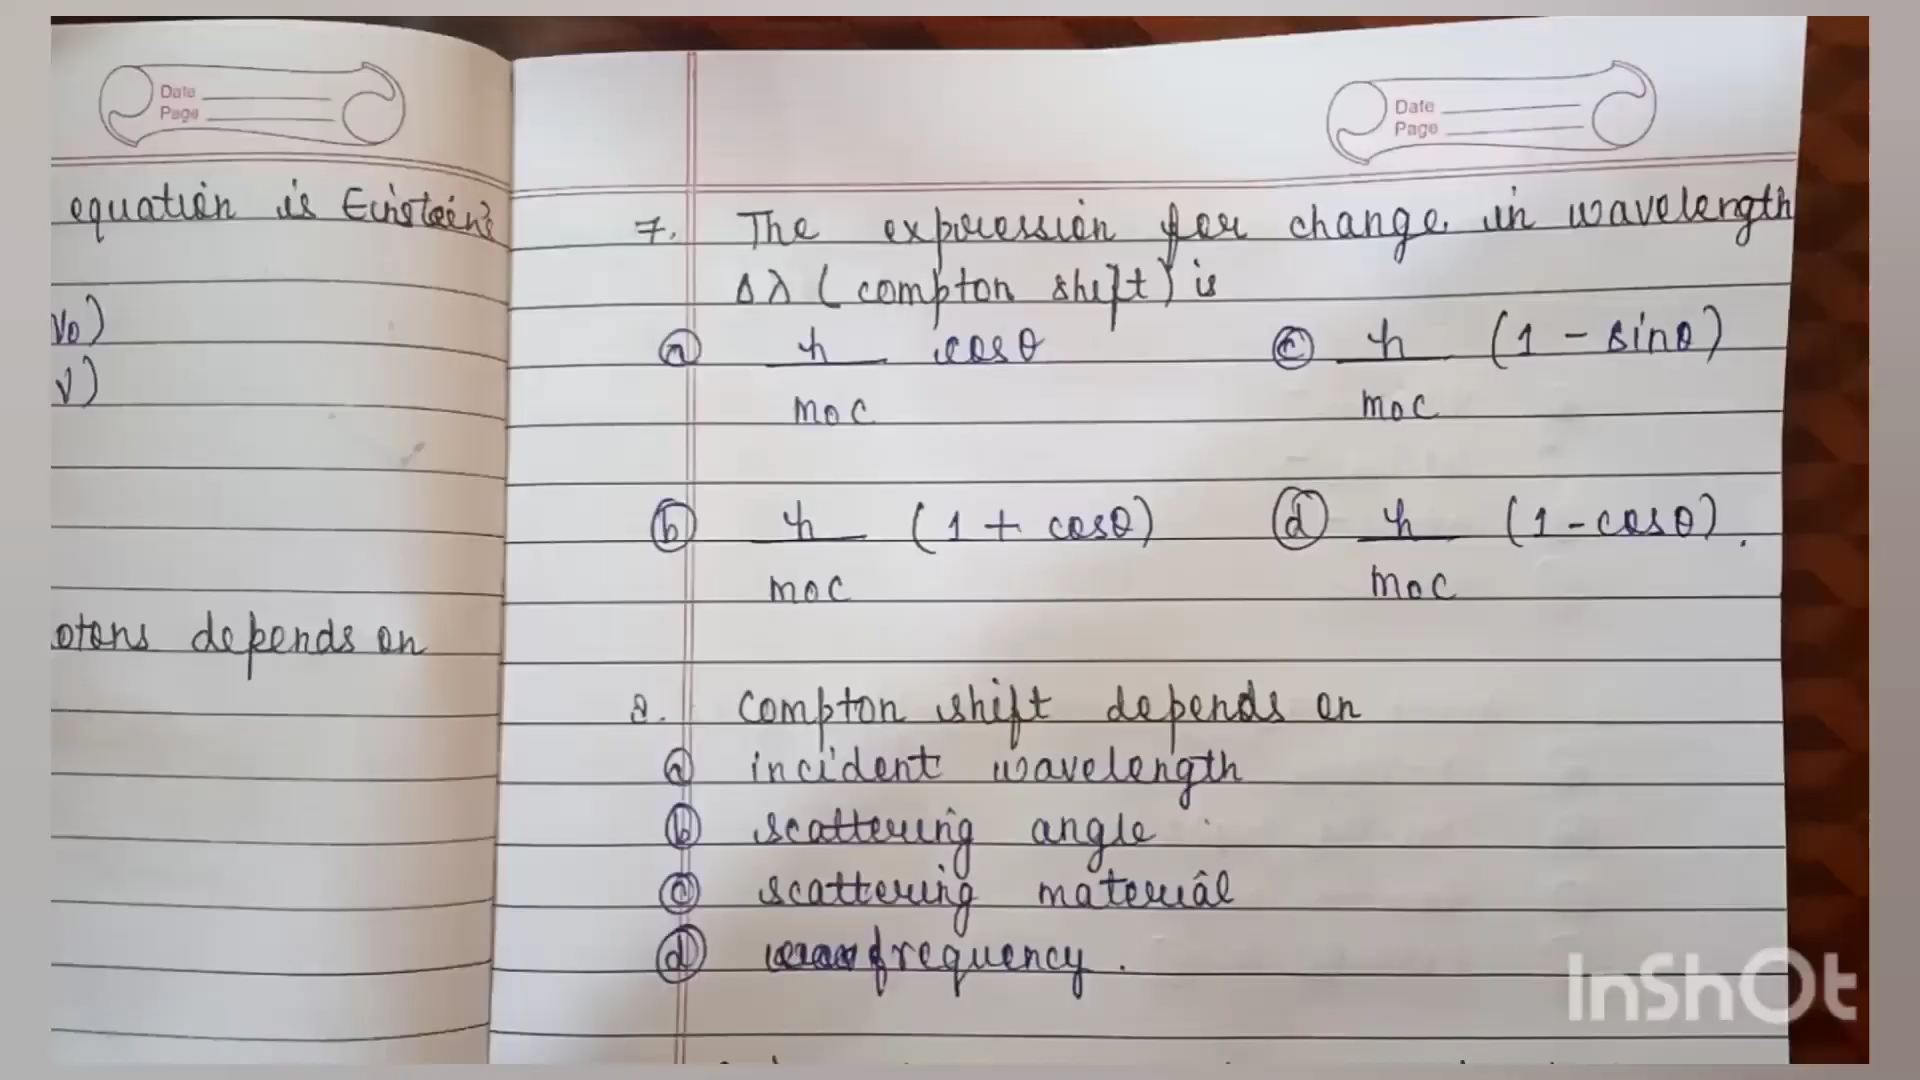 Date
Page
equation is Einstein's
ν0)
ν)
otons depends on
Date
Page
7. The expression for change in wavelength
Δλ (compton shift) is
(a) h/m0c cosθ (c) h/m0c (1 - sinθ)
(b) h/m0c (1 + cosθ) (d) h/m0c (1 - cosθ).
8. compton shift depends on
(a) incident wavelength
(b) scattering angle
(c) scattering material
(d) frequency.
InShOt